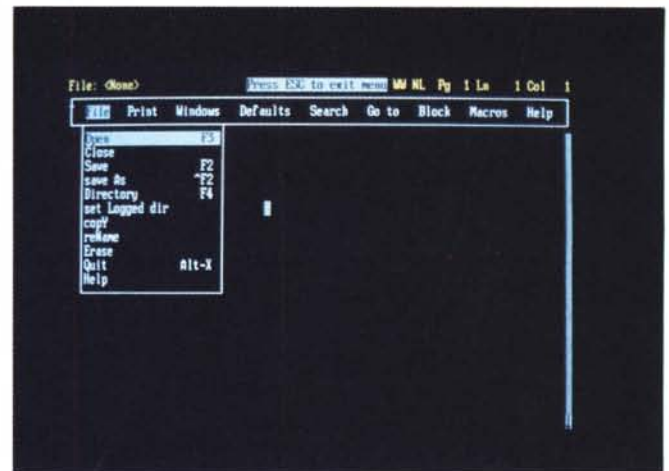 File: <None> Press ESC to exit menu WW NL Pg 1 Ln 1 Col 1
File Print Windows Defaults Search Go to Block Macros Help
Open F3
Close
Save F2
save As ^F2
Directory F4
set Logged dir
copY
reName
Erase
Quit Alt-X
Help